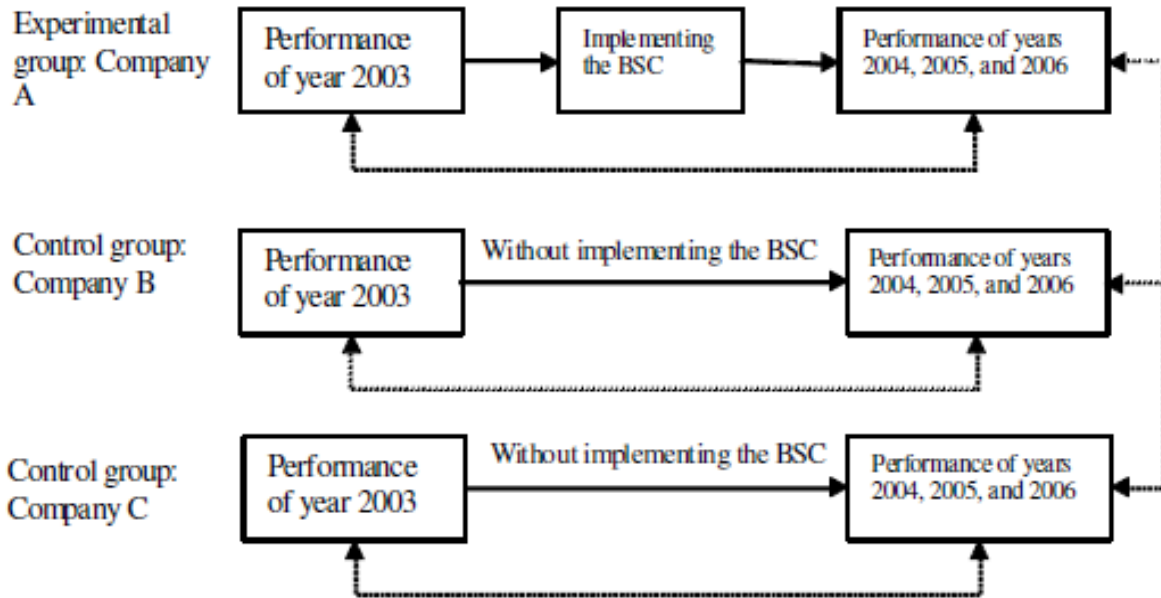 Experimental
group: Company
A
Performance
of year 2003
Implementing
the BSC
Performance of years
2004, 2005, and 2006
Control group:
Company B
Performance
of year 2003
Without implementing the BSC
Performance of years
2004, 2005, and 2006
Control group:
Company C
Performance
of year 2003
Without implementing the BSC
Performance of years
2004, 2005, and 2006